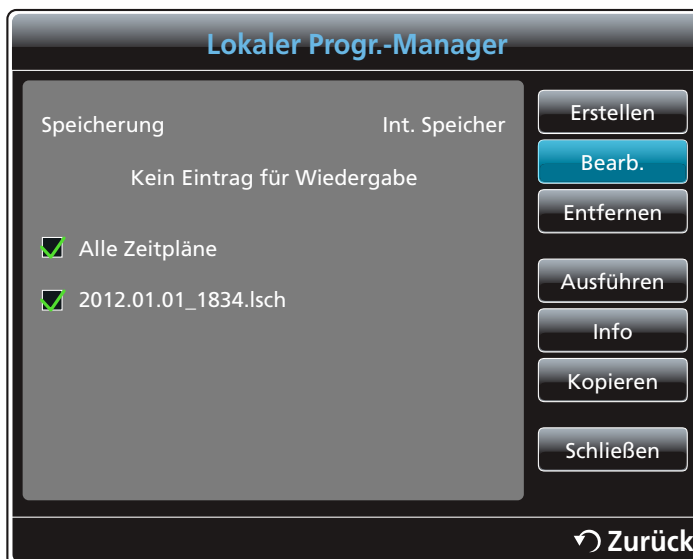 Lokaler Progr.-Manager
Speicherung Int. Speicher
Kein Eintrag für Wiedergabe
Alle Zeitpläne
2012.01.01_1834.lsch
Erstellen
Bearb.
Entfernen
Ausführen
Info
Kopieren
Schließen
Zurück